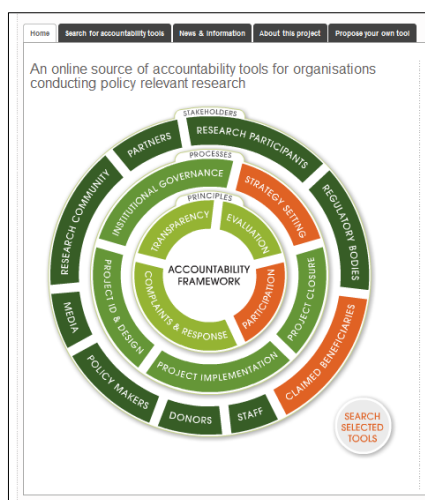 Home
Search for accountability tools
News & Information
About this project
Propose your own tool
An online source of accountability tools for organisations
conducting policy relevant research
STAKEHOLDERS
PARTNERS
RESEARCH PARTICIPANTS
RESEARCH COMMUNITY
REGULATORY BODIES
PROCESSES
INSTITUTIONAL GOVERNANCE
STRATEGY SETTING
PRINCIPLES
TRANSPARENCY
EVALUATION
ACCOUNTABILITY
FRAMEWORK
COMPLAINTS & RESPONSE
PARTICIPATION
PROJECT ID & DESIGN
PROJECT CLOSURE
PROJECT IMPLEMENTATION
MEDIA
CLAIMED BENEFICIARIES
POLICY MAKERS
DONORS
STAFF
SEARCH
SELECTED
TOOLS